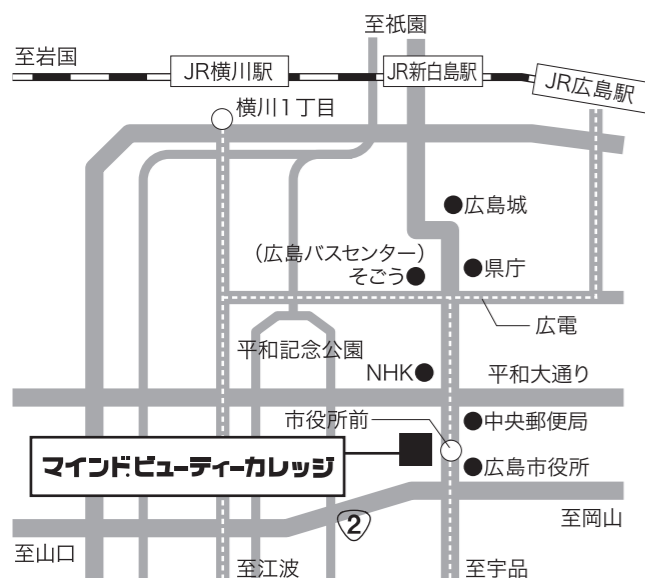 至祇園
至岩国
JR横川駅
JR新白島駅
JR広島駅
横川1丁目
広島城
(広島バスセンター)
そごう
県庁
広電
平和記念公園
NHK
平和大通り
市役所前
中央郵便局
マインドビューティーカレッジ
広島市役所
2
至岡山
至山口
至江波
至宇品